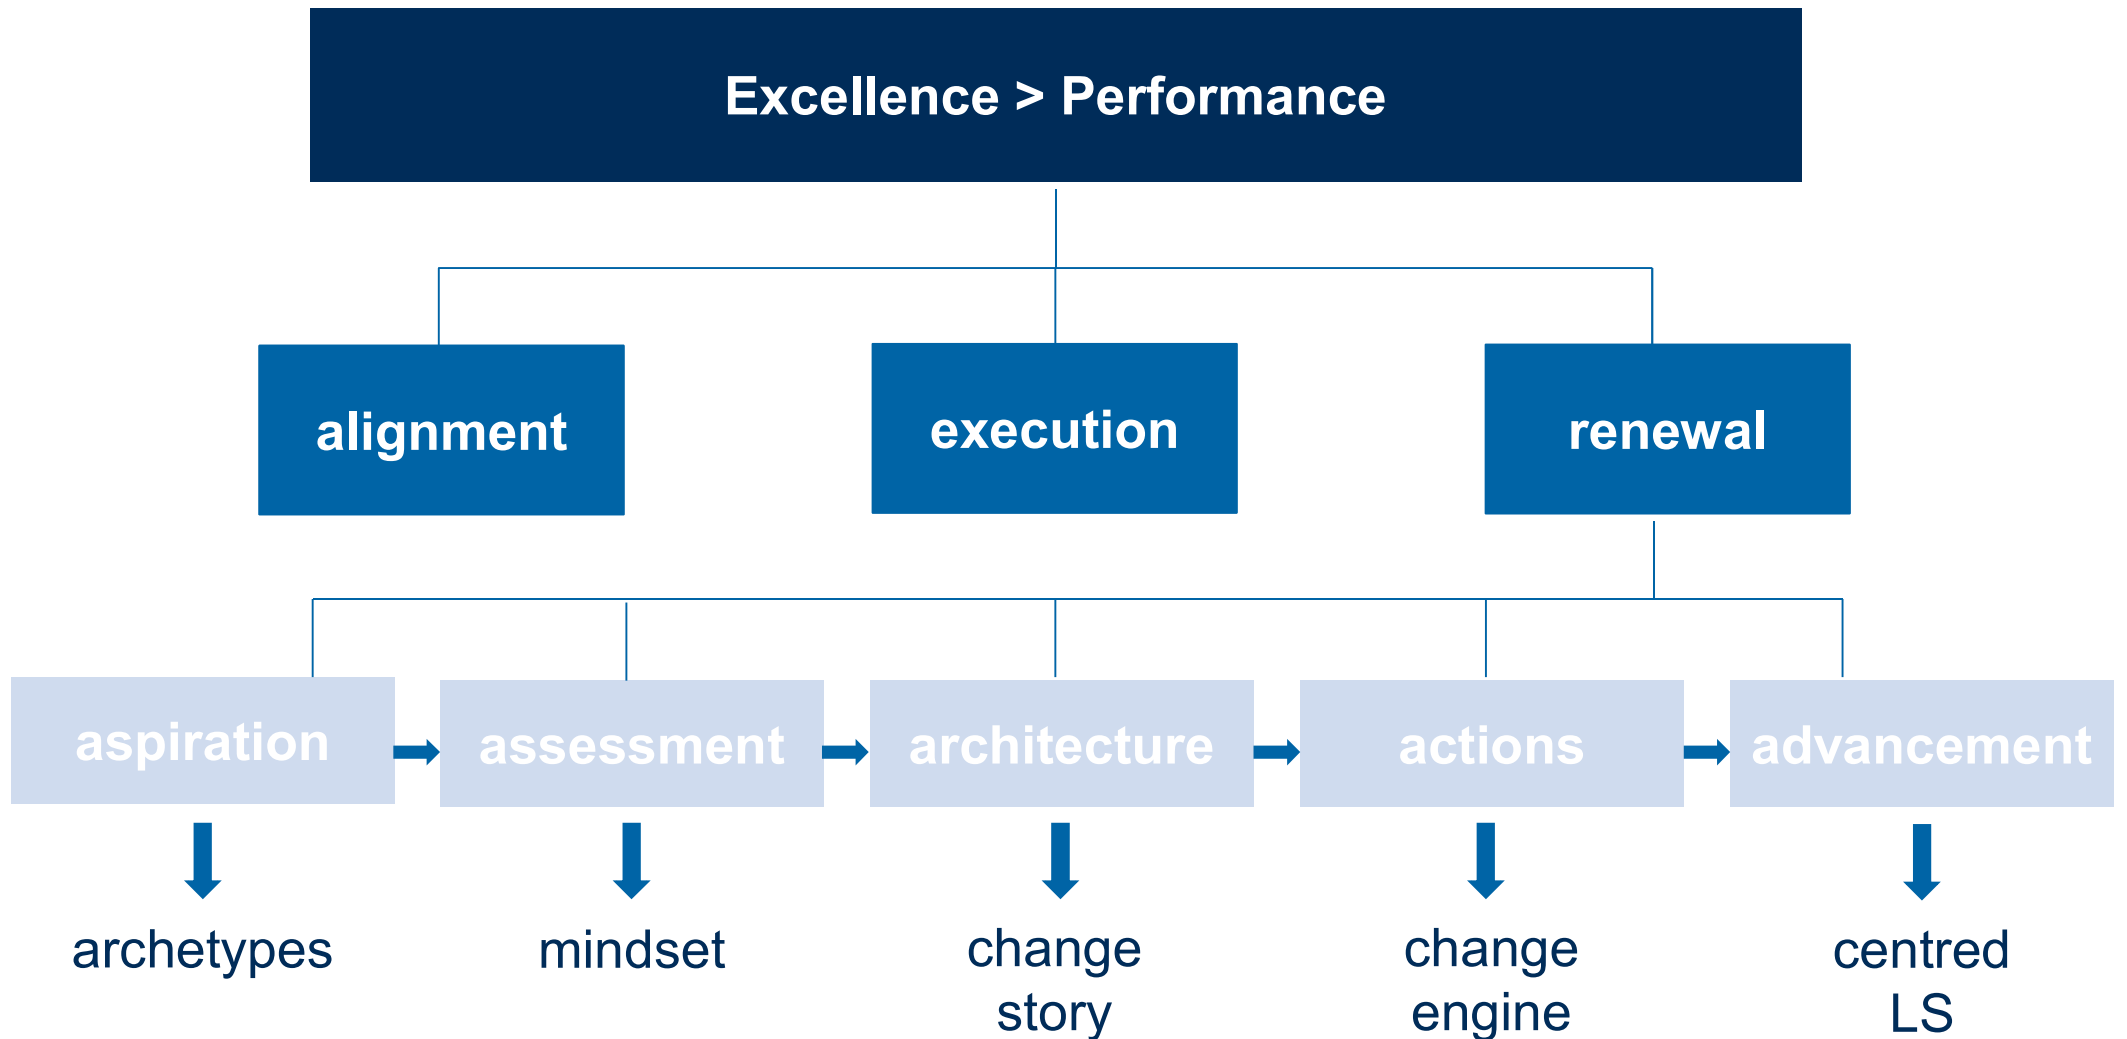 Excellence > Performance
alignment
execution
renewal
aspiration
assessment
architecture
actions
advancement
archetypes
mindset
change
story
change
engine
centred
LS